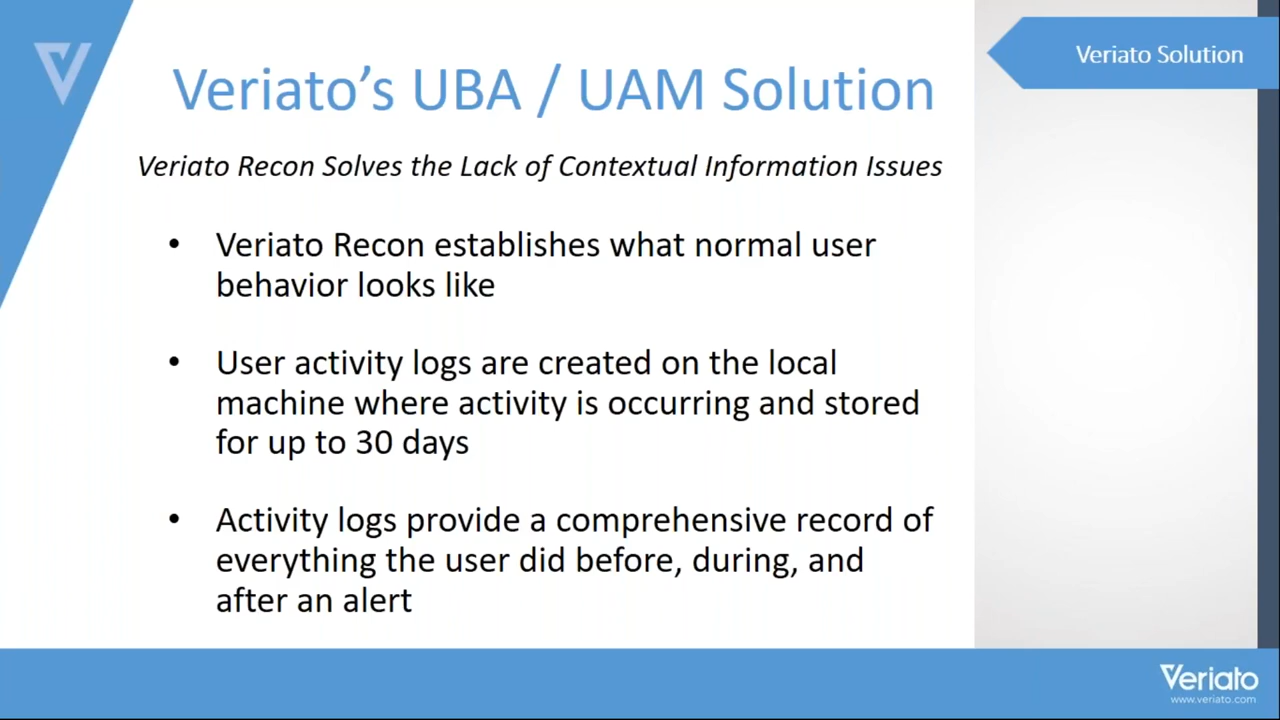 Veriato Solution
Veriato's UBA / UAM Solution
Veriato Recon Solves the Lack of Contextual Information Issues
• Veriato Recon establishes what normal user
behavior looks like
• User activity logs are created on the local
machine where activity is occurring and stored
for up to 30 days
• Activity logs provide a comprehensive record of
everything the user did before, during, and
after an alert
Veriato
www.veriato.com